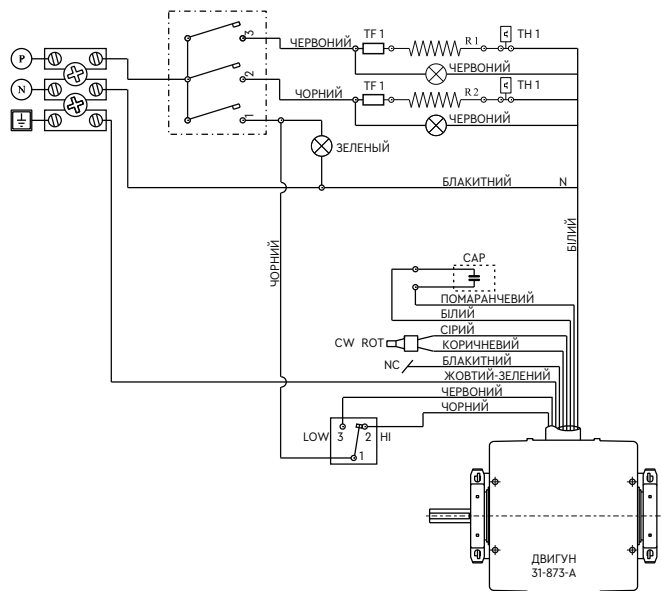 P
N
3
2
1
ЧЕРВОНИЙ
TF 1
R 1
TH 1
ЧЕРВОНИЙ
ЧОРНИЙ
TF 1
R 2
TH 1
ЧЕРВОНИЙ
ЗЕЛЕНЫЙ
БЛАКИТНИЙ N
БІЛИЙ
ЧОРНИЙ
CAP
ПОМАРАНЧЕВИЙ
БІЛИЙ
СІРИЙ
CW ROT
КОРИЧНЕВИЙ
БЛАКИТНИЙ
NC
ЖОВТИЙ-ЗЕЛЕНИЙ
ЧЕРВОНИЙ
ЧОРНИЙ
LOW 3 2 HI
1
ДВИГУН
31-873-A